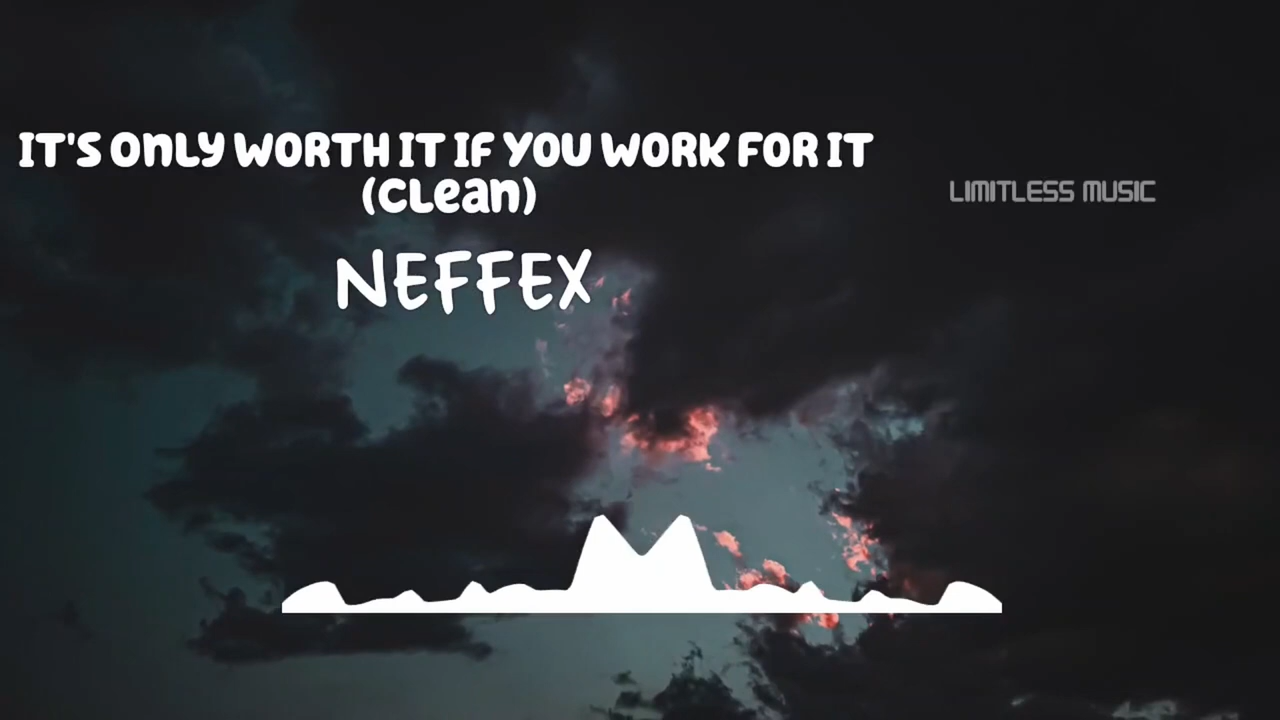 IT'S ONLY WORTH IT IF YOU WORK FOR IT
(CLEAN)
NEFFEX
LIMITLESS MUSIC